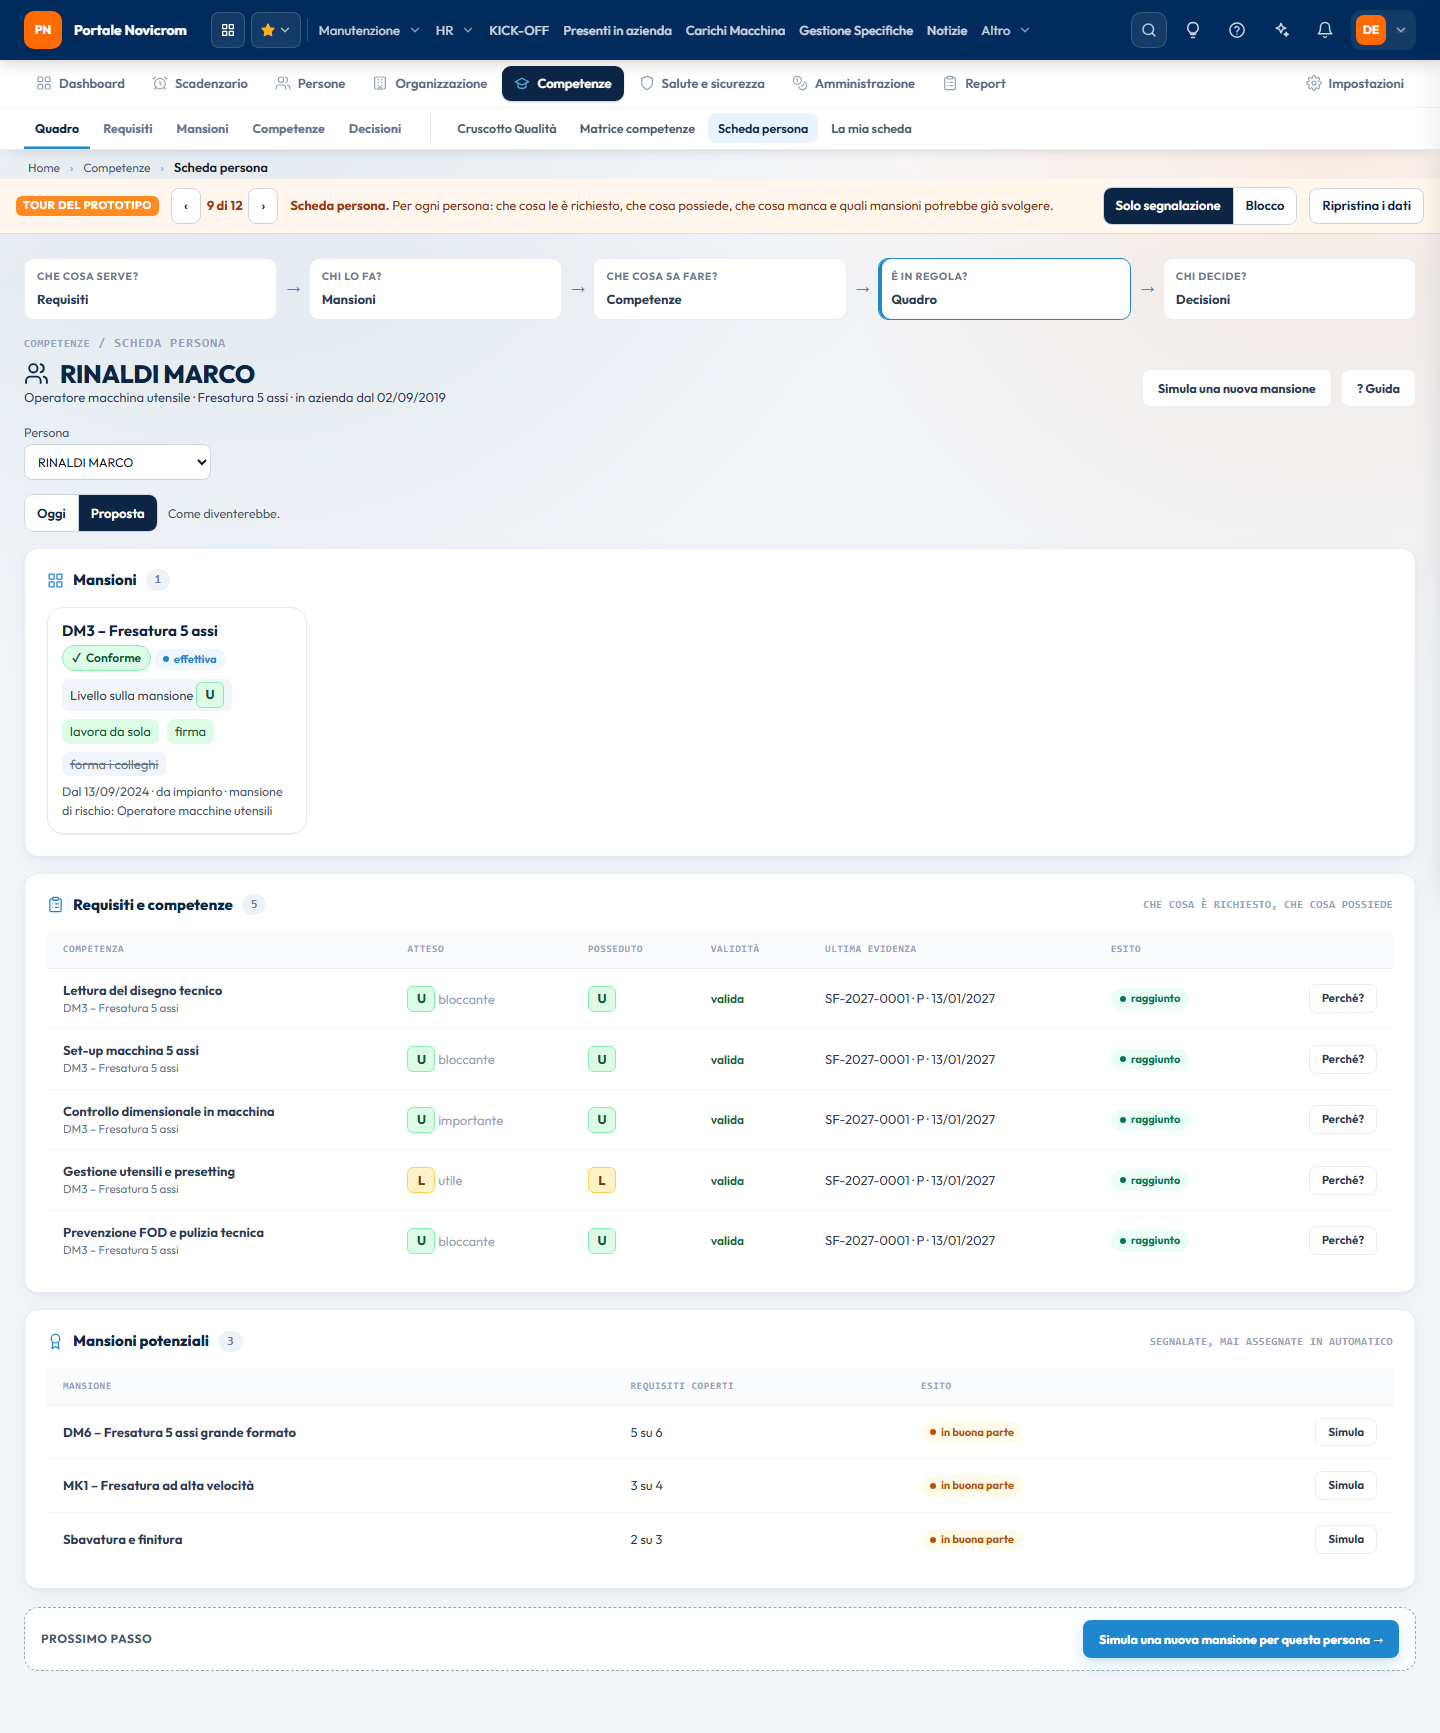 PN Portale Novicrom Manutenzione HR KICK-OFF Presenti in azienda Carichi Macchina Gestione Specifiche Notizie Altro DE
Dashboard Scadenzario Persone Organizzazione Competenze Salute e sicurezza Amministrazione Report Impostazioni
Quadro Requisiti Mansioni Competenze Decisioni Cruscotto Qualità Matrice competenze Scheda persona La mia scheda
Home › Competenze › Scheda persona
TOUR DEL PROTOTIPO ‹ 9 di 12 › Scheda persona. Per ogni persona: che cosa le è richiesto, che cosa possiede, che cosa manca e quali mansioni potrebbe già svolgere. Solo segnalazione Blocco Ripristina i dati
CHE COSA SERVE? CHI LO FA? CHE COSA SA FARE? È IN REGOLA? CHI DECIDE?
Requisiti → Mansioni → Competenze → Quadro → Decisioni
COMPETENZE / SCHEDA PERSONA
RINALDI MARCO
Operatore macchina utensile · Fresatura 5 assi · in azienda dal 02/09/2019
Simula una nuova mansione ? Guida
Persona
RINALDI MARCO
Oggi Proposta Come diventerebbe.
Mansioni 1
DM3 – Fresatura 5 assi
✓ Conforme effettiva
Livello sulla mansione U
lavora da sola firma
forma i colleghi
Dal 13/09/2024 · da impianto · mansione
di rischio: Operatore macchine utensili
Requisiti e competenze 5 CHE COSA È RICHIESTO, CHE COSA POSSIEDE
COMPETENZA ATTESO POSSEDUTO VALIDITÀ ULTIMA EVIDENZA ESITO
Lettura del disegno tecnico
DM3 – Fresatura 5 assi
U bloccante U valida SF-2027-0001 · P · 13/01/2027 raggiunto Perché?
Set-up macchina 5 assi
DM3 – Fresatura 5 assi
U bloccante U valida SF-2027-0001 · P · 13/01/2027 raggiunto Perché?
Controllo dimensionale in macchina
DM3 – Fresatura 5 assi
U importante U valida SF-2027-0001 · P · 13/01/2027 raggiunto Perché?
Gestione utensili e presetting
DM3 – Fresatura 5 assi
L utile L valida SF-2027-0001 · P · 13/01/2027 raggiunto Perché?
Prevenzione FOD e pulizia tecnica
DM3 – Fresatura 5 assi
U bloccante U valida SF-2027-0001 · P · 13/01/2027 raggiunto Perché?
Mansioni potenziali 3 SEGNALATE, MAI ASSEGNATE IN AUTOMATICO
MANSIONE REQUISITI COPERTI ESITO
DM6 – Fresatura 5 assi grande formato 5 su 6 in buona parte Simula
MK1 – Fresatura ad alta velocità 3 su 4 in buona parte Simula
Sbavatura e finitura 2 su 3 in buona parte Simula
PROSSIMO PASSO Simula una nuova mansione per questa persona →